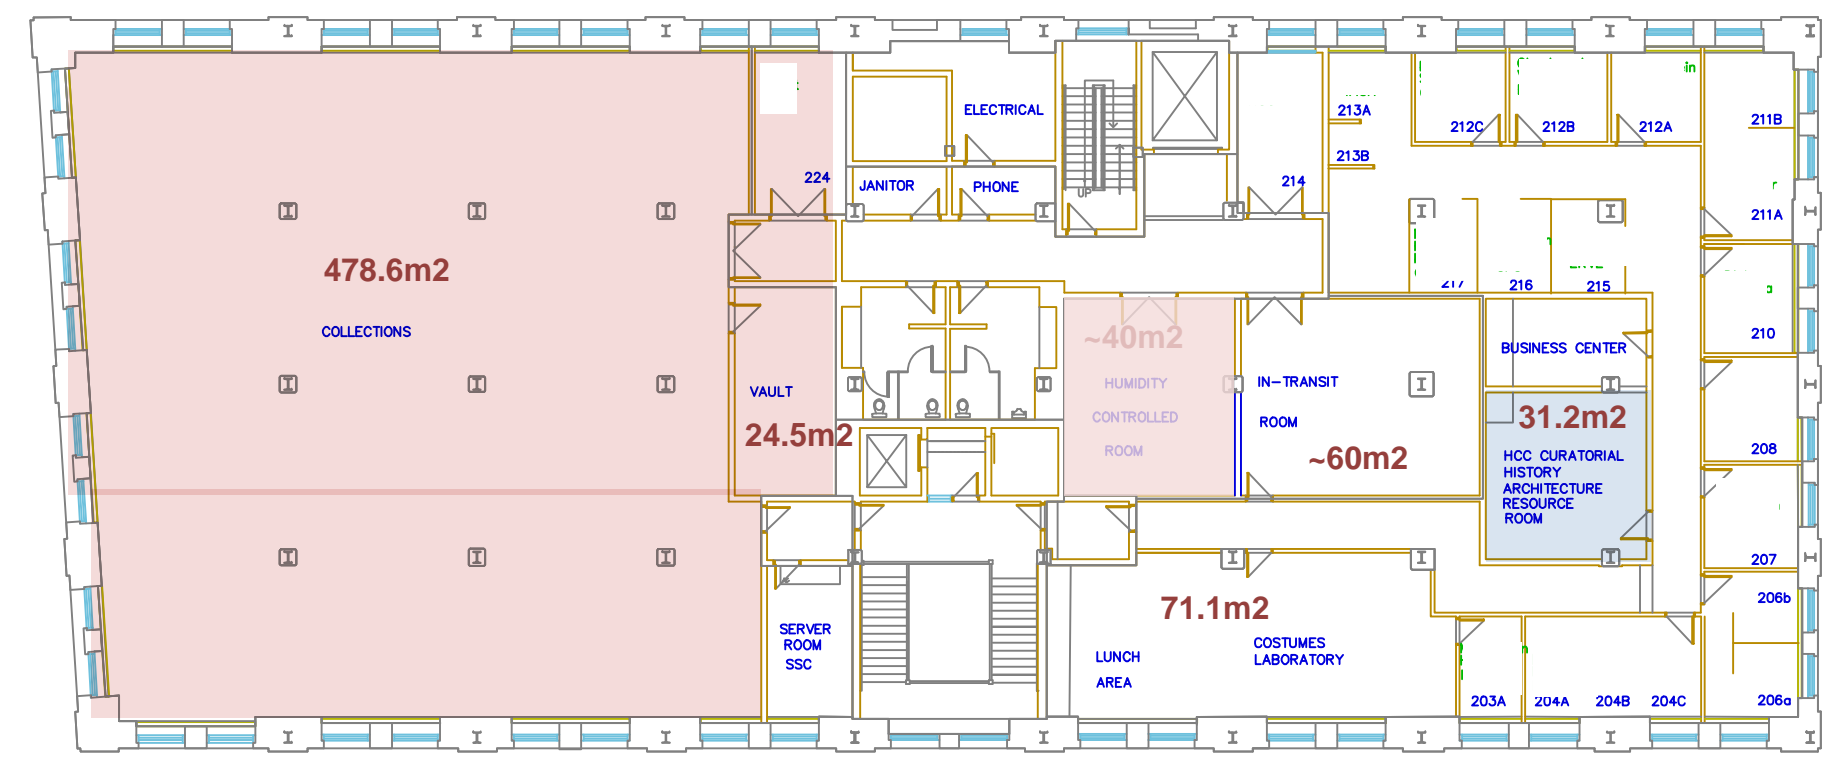 ELECTRICAL
213A
212C
212B
212A
211B
213B
224
JANITOR
PHONE
214
UP
211A
478.6m2
217
216
215
COLLECTIONS
~40m2
210
BUSINESS CENTER
HUMIDITY
CONTROLLED
ROOM
IN-TRANSIT
ROOM
VAULT
24.5m2
~60m2
31.2m2
HCC CURATORIAL
HISTORY
ARCHITECTURE
RESOURCE
ROOM
208
207
71.1m2
206b
SERVER
ROOM
SSC
LUNCH
AREA
COSTUMES
LABORATORY
203A
204A
204B
204C
206a